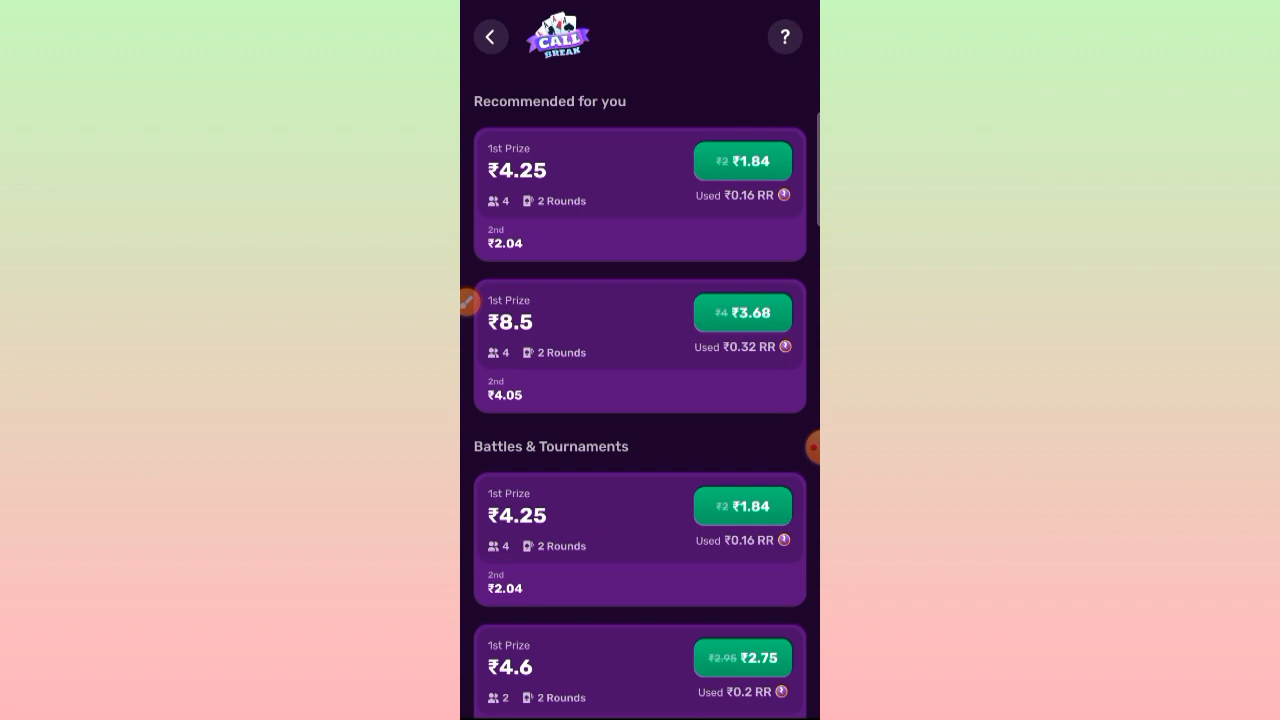 CALL
BREAK
?
Recommended for you
1st Prize
₹4.25
₹2 ₹1.84
4 2 Rounds
Used ₹0.16 RR
2nd
₹2.04
1st Prize
₹8.5
₹4 ₹3.68
4 2 Rounds
Used ₹0.32 RR
2nd
₹4.05
Battles & Tournaments
1st Prize
₹4.25
₹2 ₹1.84
4 2 Rounds
Used ₹0.16 RR
2nd
₹2.04
1st Prize
₹4.6
₹2.95 ₹2.75
2 2 Rounds
Used ₹0.2 RR